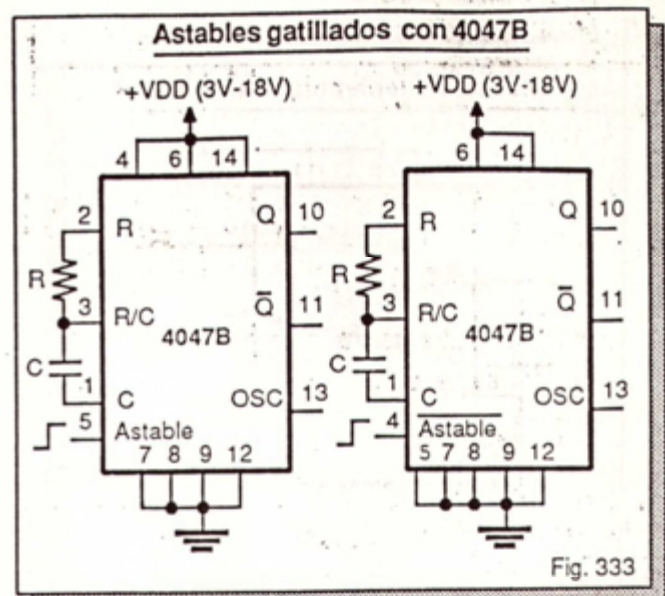 Astables gatillados con 4047B
+VDD (3V-18V)
4 6 14
2 R Q 10
R
3 R/C Q̅ 11
4047B
C
1 C OSC 13
5 Astable
7 8 9 12
+VDD (3V-18V)
6 14
2 R Q 10
R
3 R/C Q̅ 11
4047B
C
1 C OSC 13
4 A̅s̅t̅a̅b̅l̅e̅
5 7 8 9 12
Fig. 333